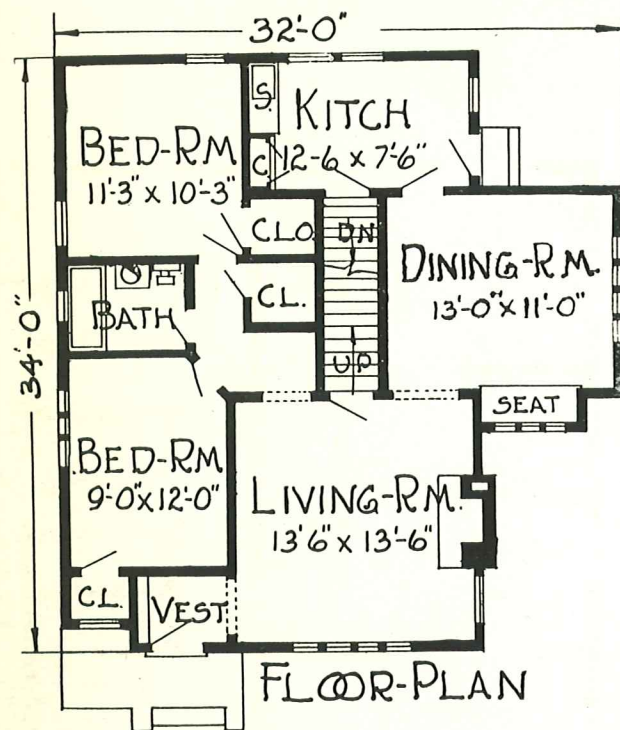 32'-0"
S.
KITCH
12-6 x 7'-6"
C.
BED-RM
11'-3" x 10'-3"
CLO.
DN
DINING-RM.
13'-0" x 11'-0"
CL.
BATH
34'-0"
UP
SEAT
BED-RM.
9'-0" x 12'-0"
LIVING-RM.
13'6" x 13'-6"
CL.
VEST.
FLOOR-PLAN